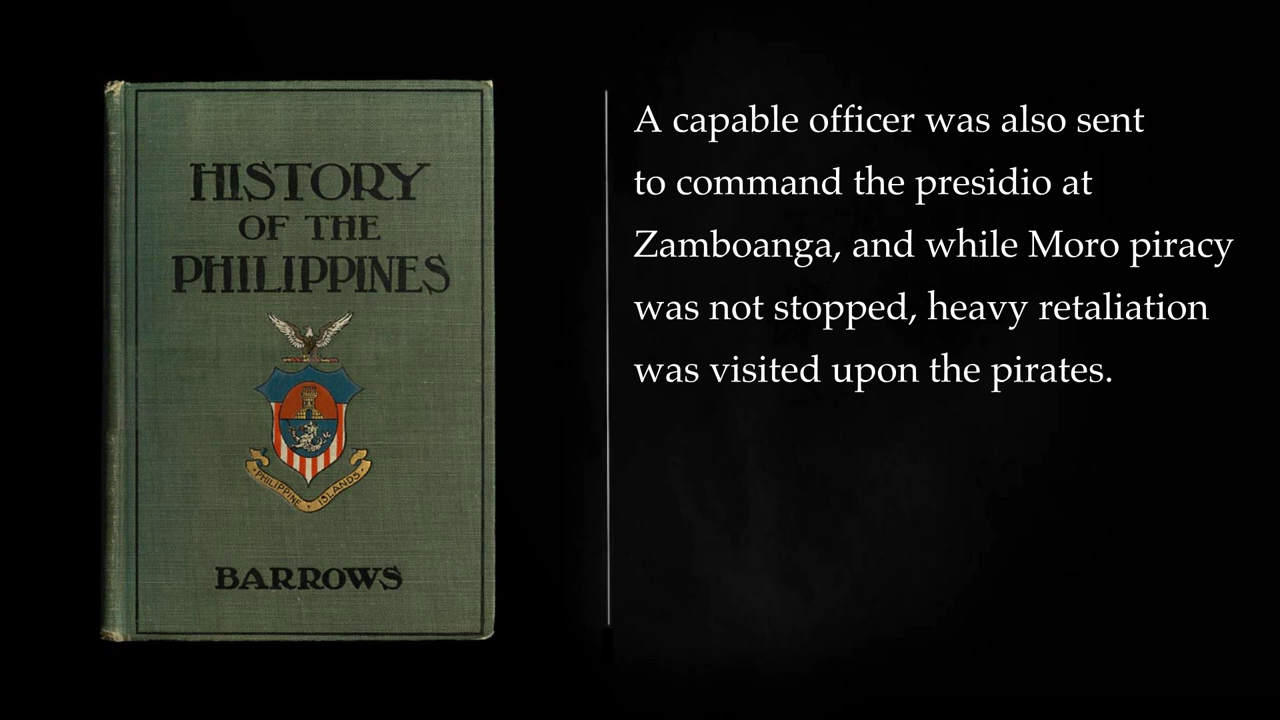 HISTORY
OF THE
PHILIPPINES
PHILIPPINE ISLANDS
BARROWS
A capable officer was also sent
to command the presidio at
Zamboanga, and while Moro piracy
was not stopped, heavy retaliation
was visited upon the pirates.